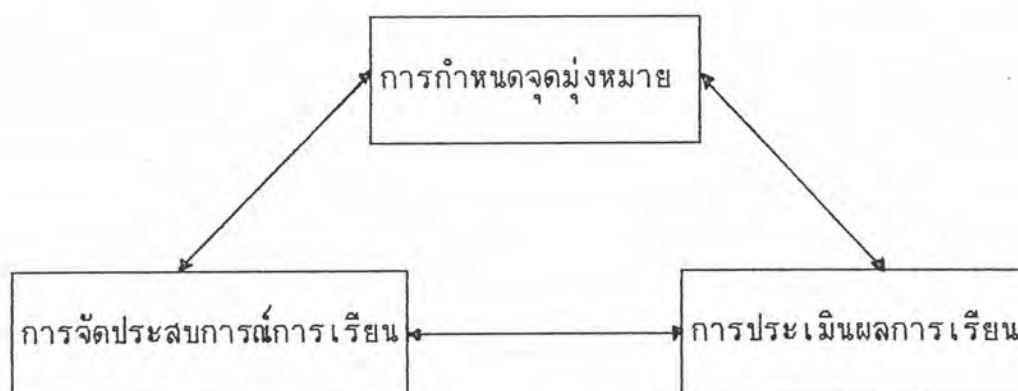 การกำหนดจุดมุ่งหมาย
การจัดประสบการณ์การเรียน
การประเมินผลการเรียน